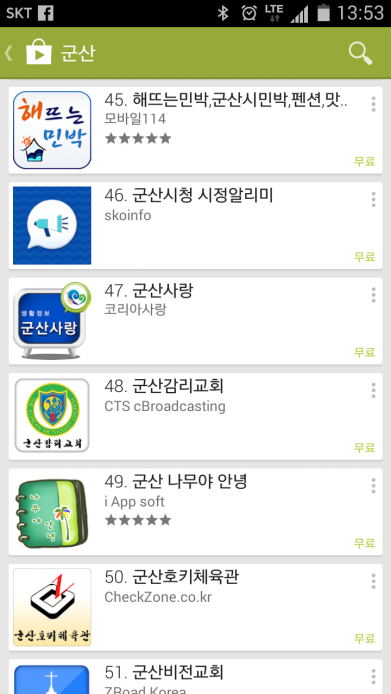 SKT LTE 13:53
군산
해뜨는
민박
45. 해뜨는민박,군산시민박,펜션,맛..
모바일114
무료
46. 군산시청 시정알리미
skoinfo
무료
생활정보
군산사랑
47. 군산사랑
코리아사랑
무료
군산감리교회
48. 군산감리교회
CTS cBroadcasting
무료
나무야 안녕
49. 군산 나무야 안녕
i App soft
무료
군산호키체육관
50. 군산호키체육관
CheckZone.co.kr
무료
51. 군산비전교회
ZRoad Korea